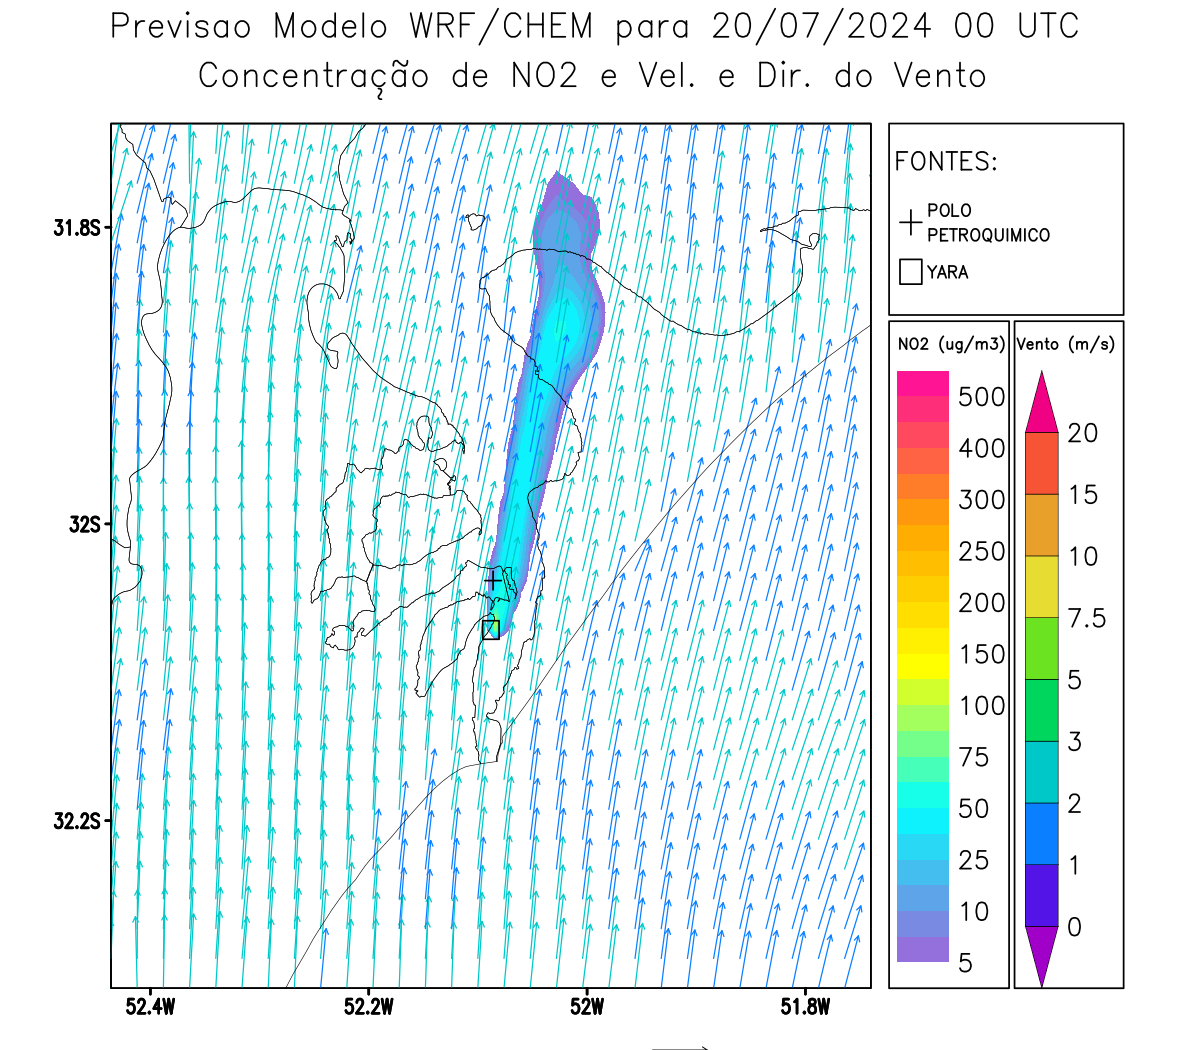 Previsao Modelo WRF/CHEM para 20/07/2024 00 UTC
Concentração de NO2 e Vel. e Dir. do Vento
FONTES:
POLO
PETROQUIMICO
YARA
31.8S
32S
32.2S
52.4W
52.2W
52W
51.8W
NO2 (ug/m3)
500
400
300
250
200
150
100
75
50
25
10
5
Vento (m/s)
20
15
10
7.5
5
3
2
1
0